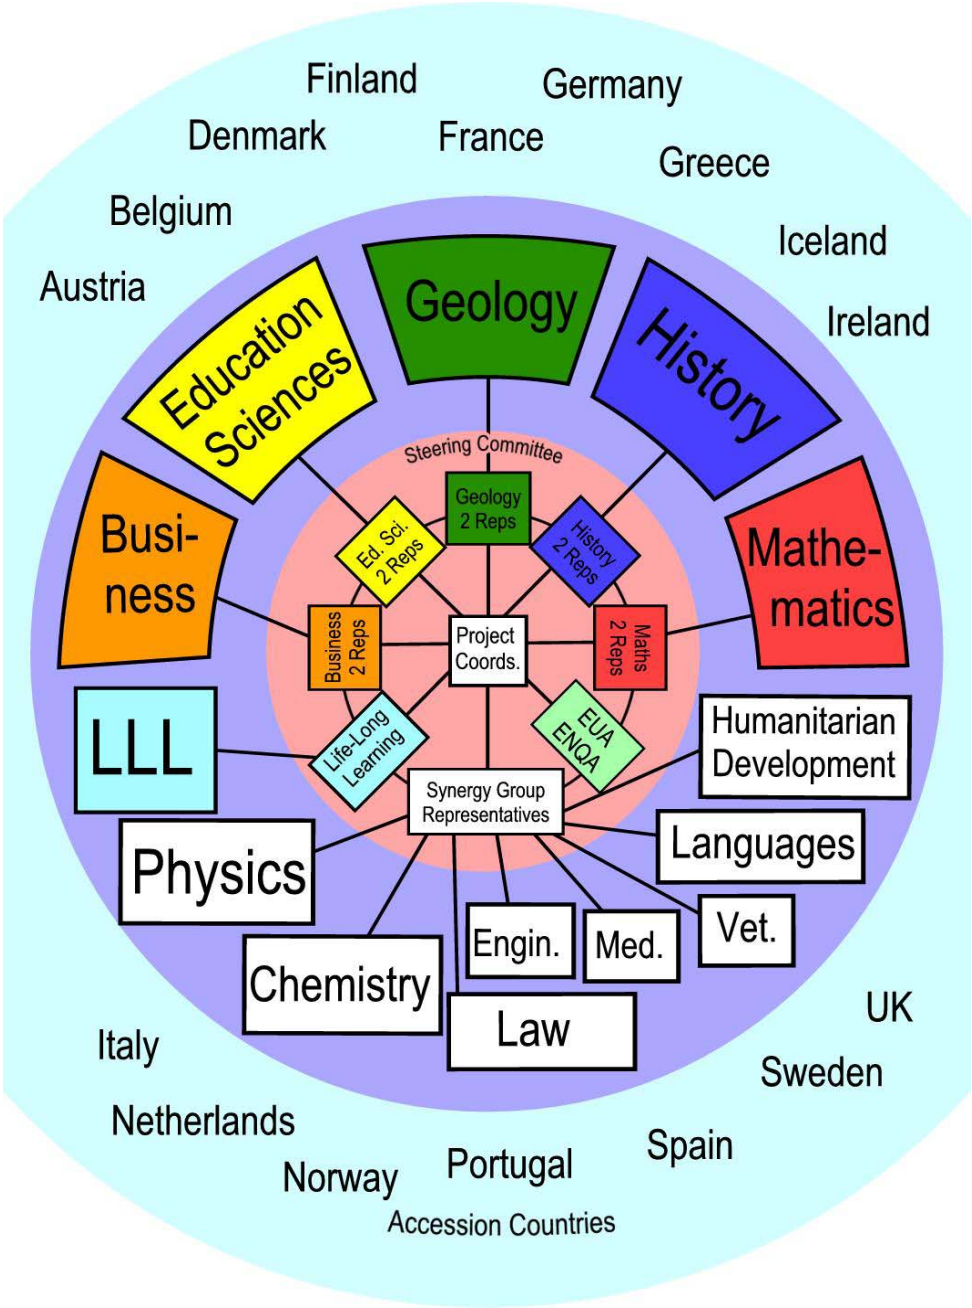 Finland
Germany
Denmark
France
Greece
Belgium
Iceland
Austria
Ireland
Geology
Education
Sciences
History
Busi-
ness
Mathe-
matics
Steering Committee
Geology
2 Reps
Ed. Sci.
2 Reps
History
2 Reps
Business
2 Reps
Project
Coords.
Maths
2 Reps
Life-Long
Learning
EUA
ENQA
Synergy Group
Representatives
LLL
Humanitarian
Development
Physics
Languages
Chemistry
Engin.
Med.
Vet.
Law
UK
Italy
Sweden
Netherlands
Spain
Norway
Portugal
Accession Countries